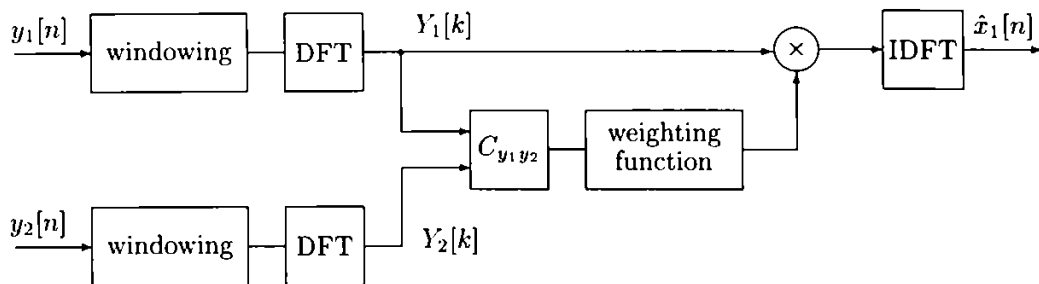 y₁[n]
windowing
DFT
Y₁[k]
×
IDFT
x̂₁[n]
C_{y₁y₂}
weighting
function
y₂[n]
windowing
DFT
Y₂[k]